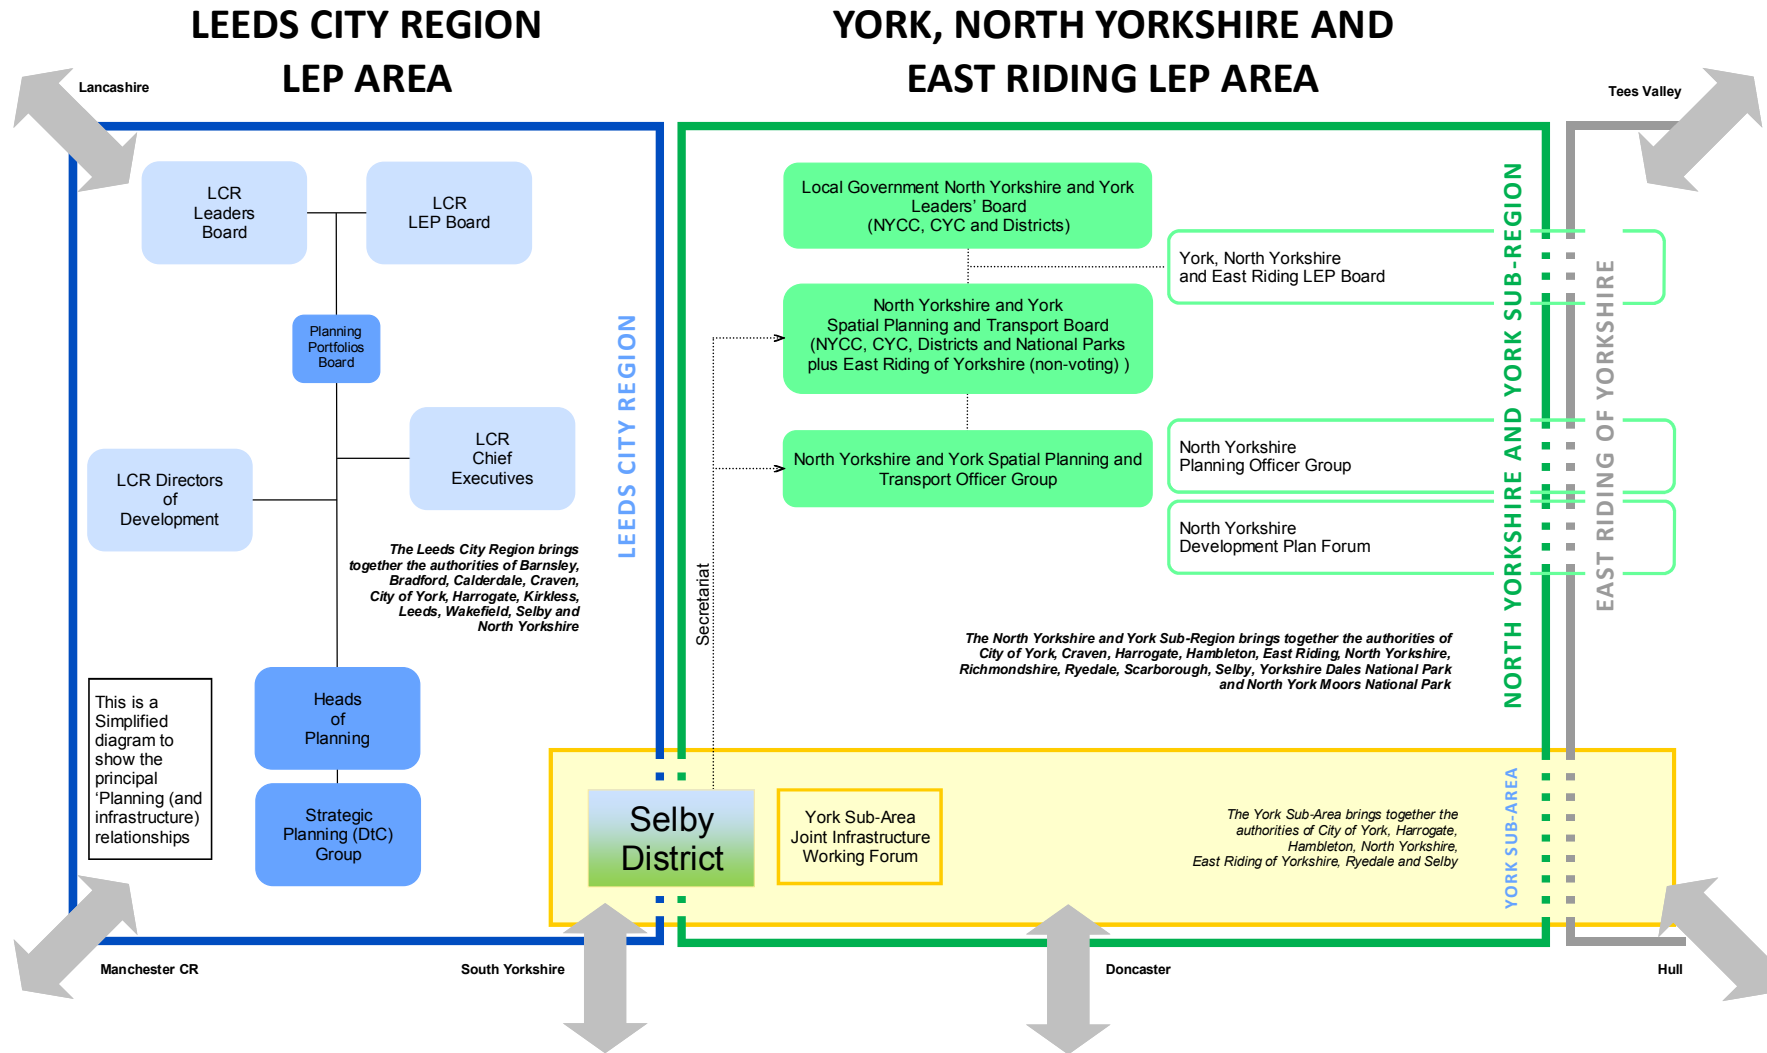 LEEDS CITY REGION
LEP AREA
YORK, NORTH YORKSHIRE AND
EAST RIDING LEP AREA
Lancashire
Tees Valley
LCR
Leaders
Board
LCR
LEP Board
Planning
Portfolios
Board
LCR
Chief
Executives
LCR Directors
of
Development
The Leeds City Region brings
together the authorities of Barnsley,
Bradford, Calderdale, Craven,
City of York, Harrogate, Kirkless,
Leeds, Wakefield, Selby and
North Yorkshire
LEEDS CITY REGION
This is a
Simplified
diagram to
show the
principal
‘Planning (and
infrastructure)
relationships
Heads
of
Planning
Strategic
Planning (DtC)
Group
Local Government North Yorkshire and York
Leaders’ Board
(NYCC, CYC and Districts)
York, North Yorkshire
and East Riding LEP Board
North Yorkshire and York
Spatial Planning and Transport Board
(NYCC, CYC, Districts and National Parks
plus East Riding of Yorkshire (non-voting) )
North Yorkshire and York Spatial Planning and
Transport Officer Group
North Yorkshire
Planning Officer Group
North Yorkshire
Development Plan Forum
Secretariat
The North Yorkshire and York Sub-Region brings together the authorities of
City of York, Craven, Harrogate, Hambleton, East Riding, North Yorkshire,
Richmondshire, Ryedale, Scarborough, Selby, Yorkshire Dales National Park
and North York Moors National Park
NORTH YORKSHIRE AND YORK SUB-REGION
EAST RIDING OF YORKSHIRE
Selby
District
York Sub-Area
Joint Infrastructure
Working Forum
The York Sub-Area brings together the
authorities of City of York, Harrogate,
Hambleton, North Yorkshire,
East Riding of Yorkshire, Ryedale and Selby
YORK SUB-AREA
Manchester CR
South Yorkshire
Doncaster
Hull